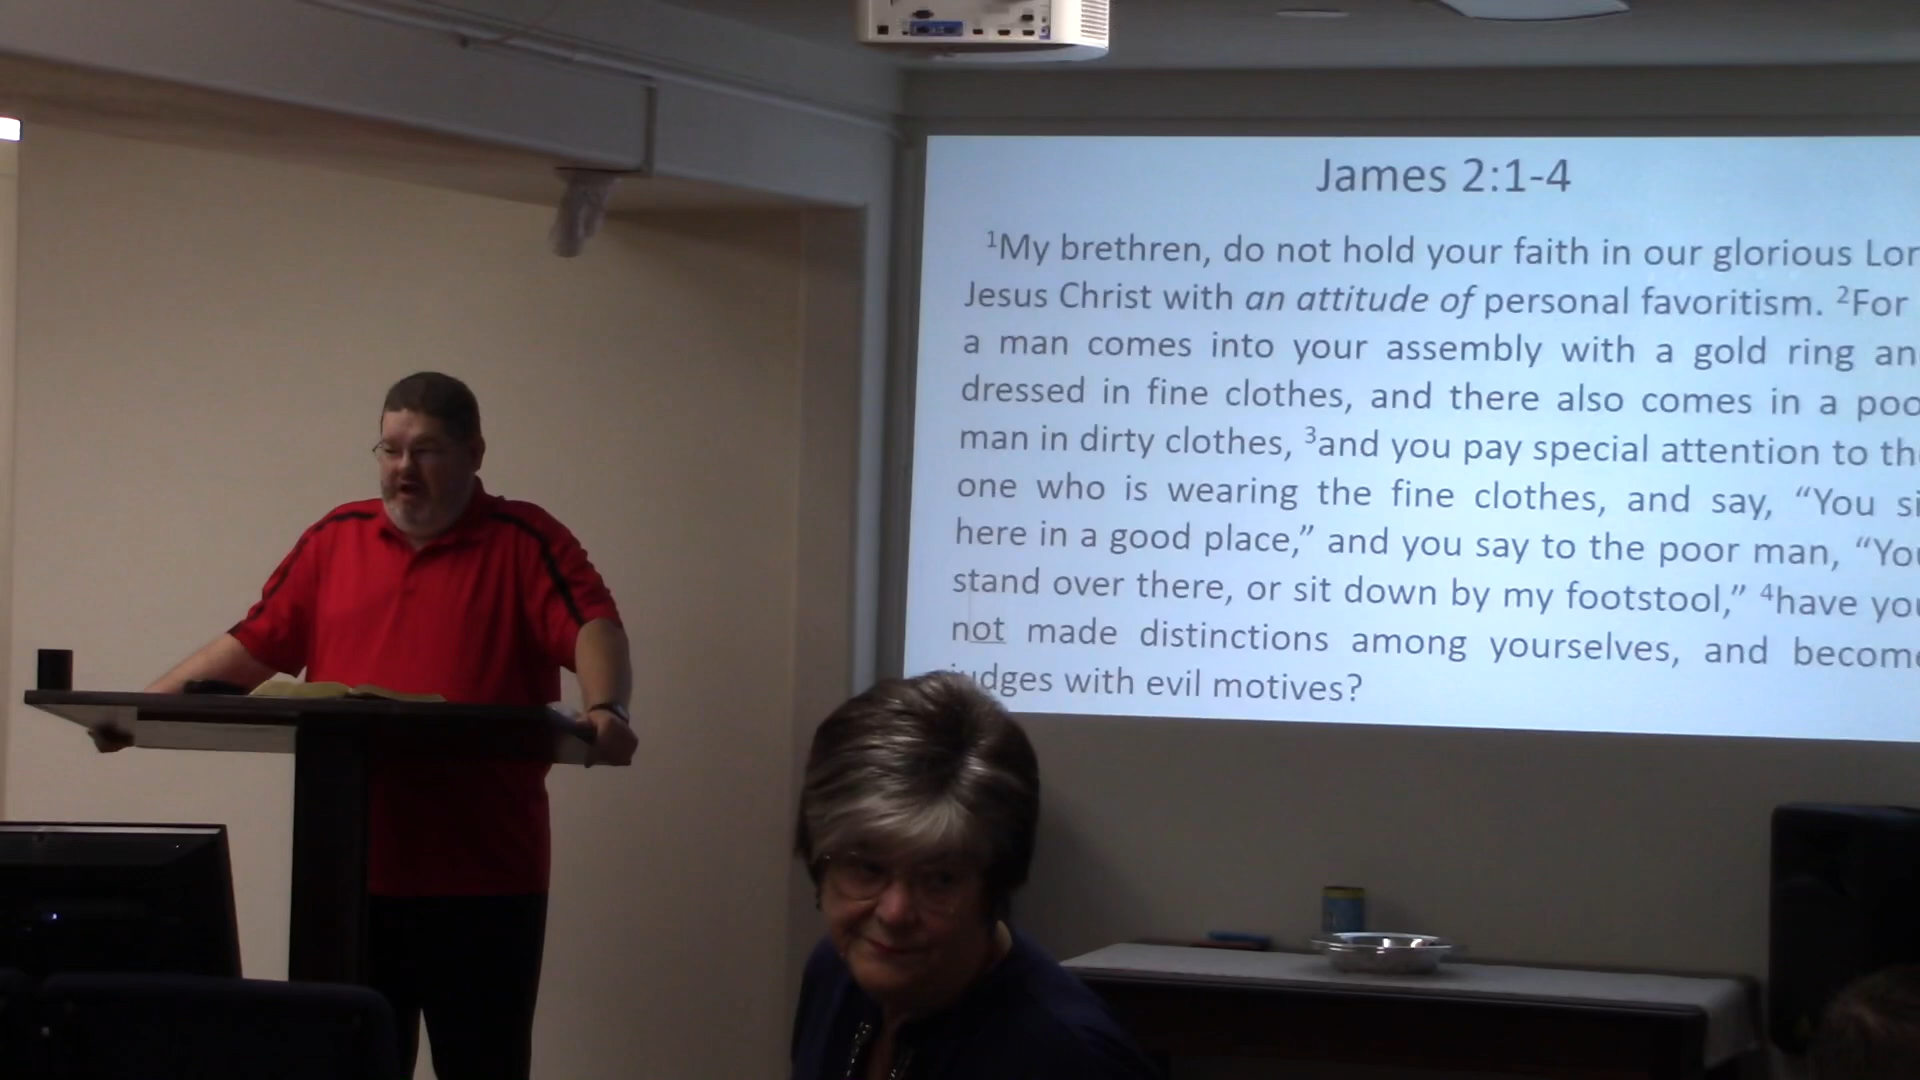 James 2:1-4
1My brethren, do not hold your faith in our glorious Lor
Jesus Christ with an attitude of personal favoritism. 2For
a man comes into your assembly with a gold ring an
dressed in fine clothes, and there also comes in a poo
man in dirty clothes, 3and you pay special attention to the
one who is wearing the fine clothes, and say, “You si
here in a good place,” and you say to the poor man, “You
stand over there, or sit down by my footstool,” 4have you
not made distinctions among yourselves, and become
judges with evil motives?